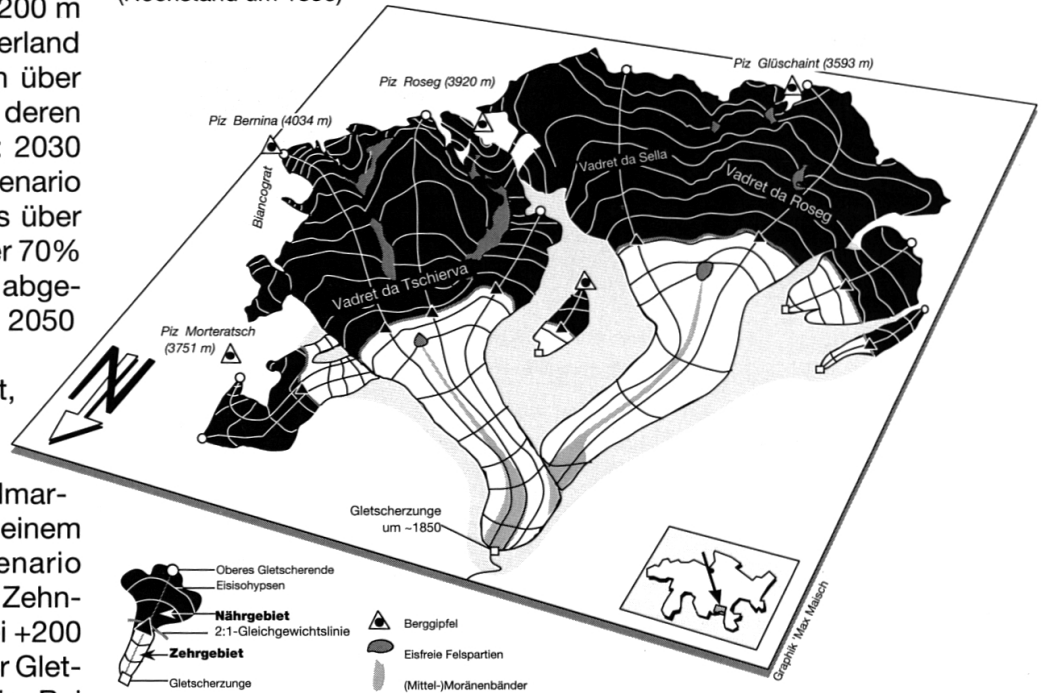 200 m
erland
n über
deren
: 2030
enario
s über
er 70%
abge-
2050
t,
lmar-
einem
enario
Zehn-
i +200
r Glet-
Piz Glüschaint (3593 m)
Piz Roseg (3920 m)
Piz Bernina (4034 m)
Biancograt
Vadret da Sella
Vadret da Roseg
Vadret da Tschierva
Piz Morteratsch
(3751 m)
N
Gletscherzunge
um ~1850
Oberes Gletscherende
Eisisohypsen
Nährgebiet
2:1-Gleichgewichtslinie
Zehrgebiet
Gletscherzunge
Berggipfel
Eisfreie Felspartien
(Mittel-)Moränenbänder
Graphik 'Max Maisch